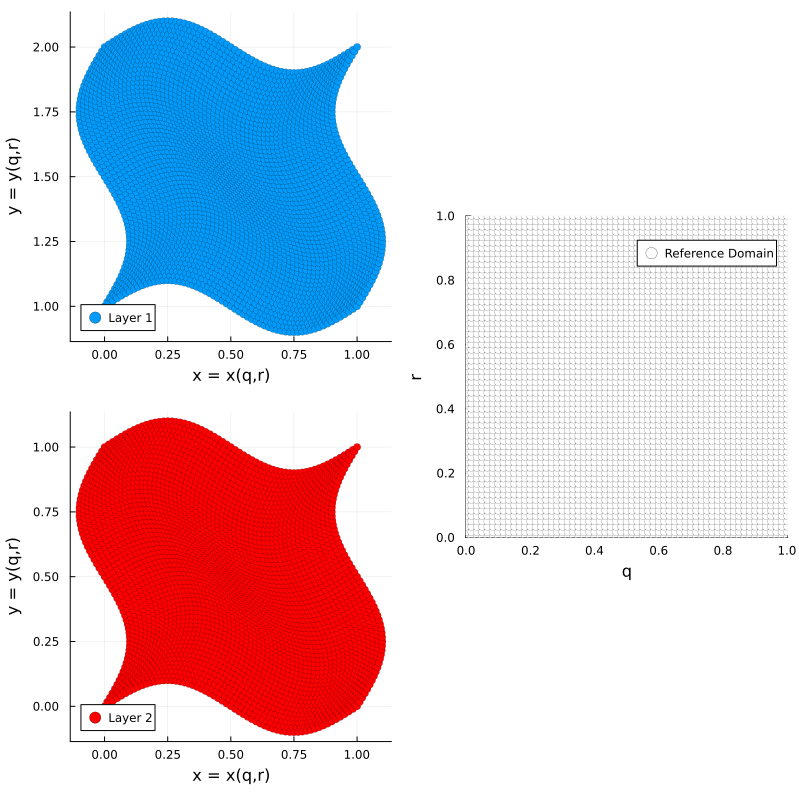 2.00
1.75
1.50
1.25
1.00
y = y(q,r)
Layer 1
0.00 0.25 0.50 0.75 1.00
x = x(q,r)
1.00
0.75
0.50
0.25
0.00
y = y(q,r)
Layer 2
0.00 0.25 0.50 0.75 1.00
x = x(q,r)
1.0
0.8
0.6
0.4
0.2
0.0
r
Reference Domain
0.0 0.2 0.4 0.6 0.8 1.0
q